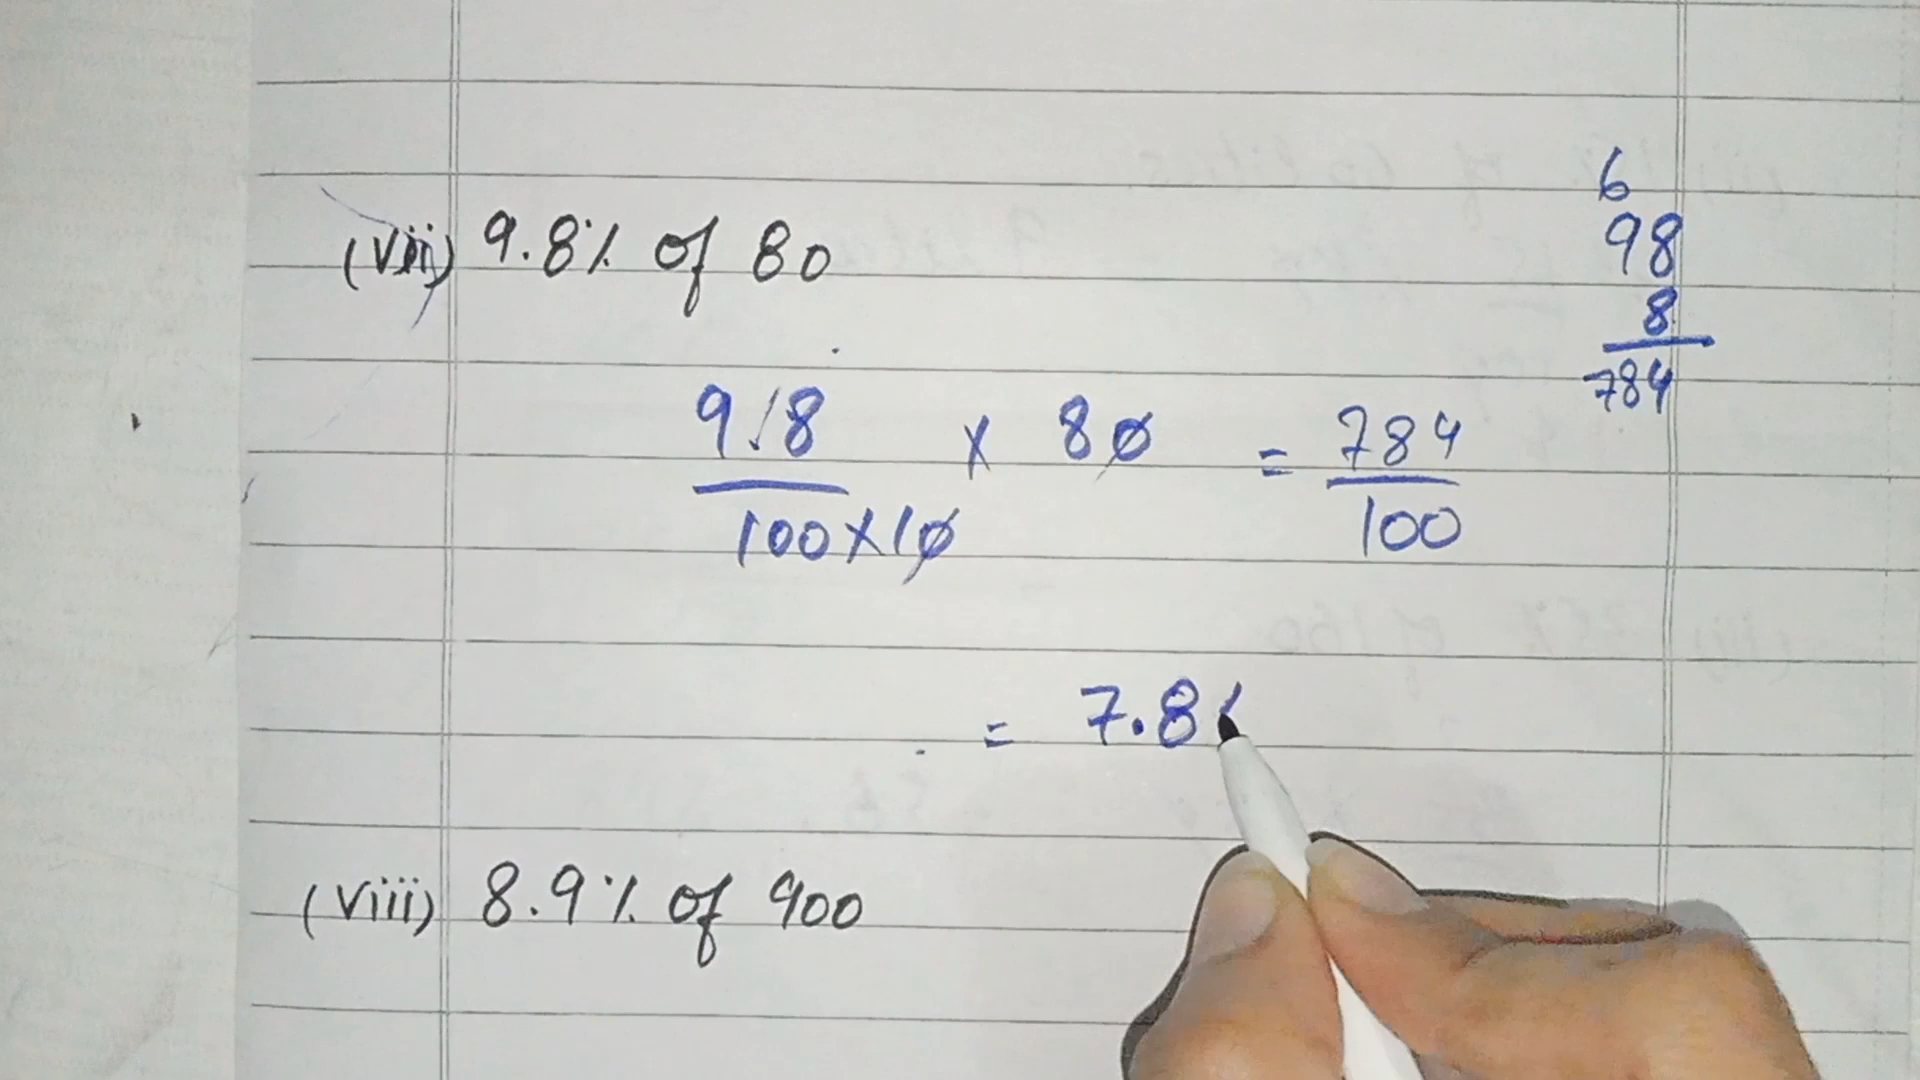 (vii) 9.8% of 80
6
98
8
784
9.8 × 80 = 784
100×10 100
= 7.8
(viii) 8.9% of 900